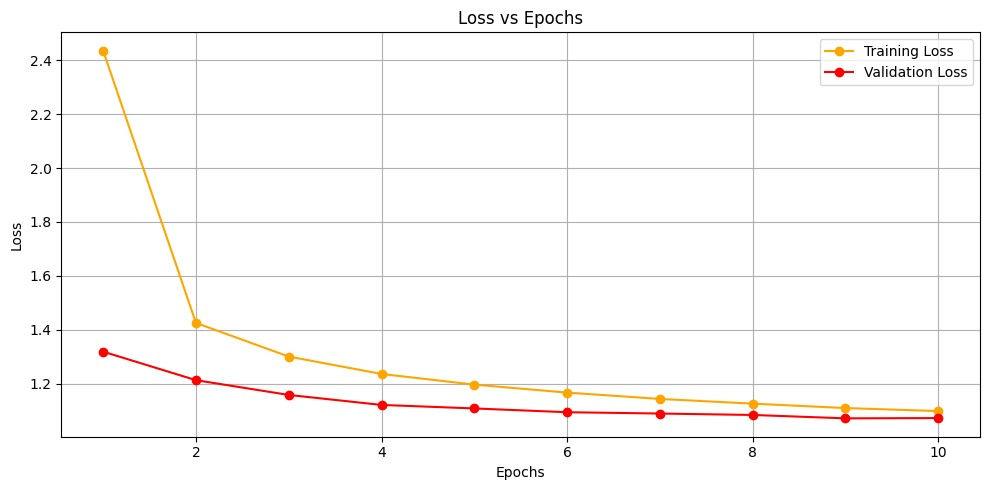 Loss vs Epochs
Training Loss
Validation Loss
2.4
2.2
2.0
1.8
1.6
1.4
1.2
Loss
2 4 6 8 10
Epochs